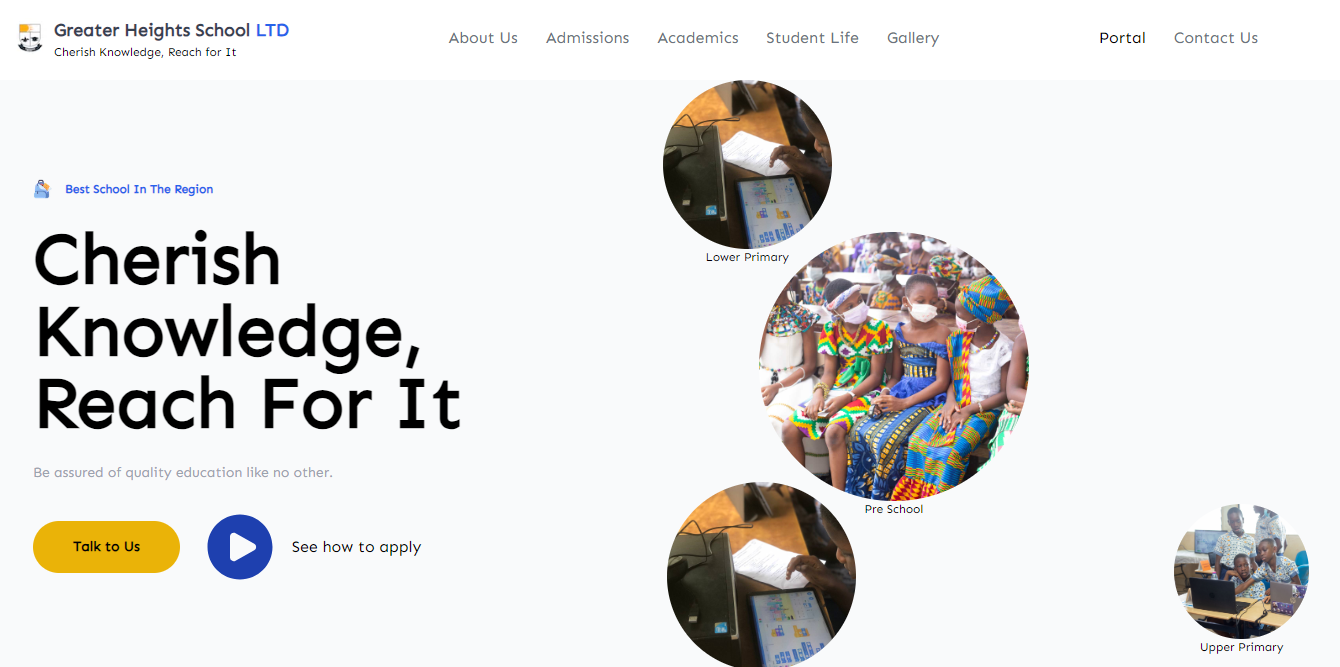 Greater Heights School LTD
Cherish Knowledge, Reach for It
About Us
Admissions
Academics
Student Life
Gallery
Portal
Contact Us
Best School In The Region
Cherish
Knowledge,
Reach For It
Be assured of quality education like no other.
Talk to Us
See how to apply
Lower Primary
Pre School
Upper Primary